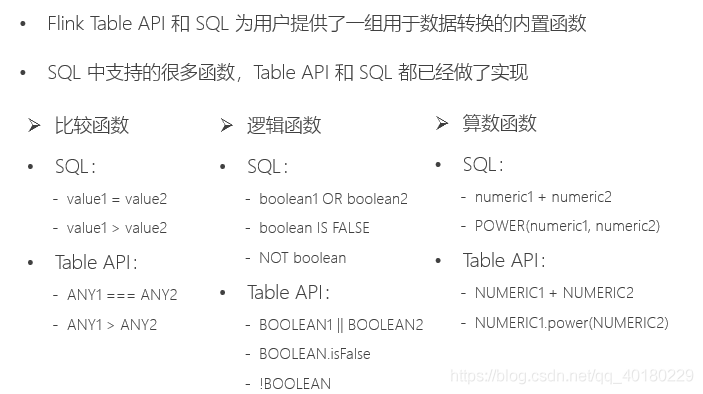 • Flink Table API 和 SQL 为用户提供了一组用于数据转换的内置函数
• SQL 中支持的很多函数，Table API 和 SQL 都已经做了实现
➢ 比较函数
• SQL：
- value1 = value2
- value1 > value2
• Table API：
- ANY1 === ANY2
- ANY1 > ANY2
➢ 逻辑函数
• SQL：
- boolean1 OR boolean2
- boolean IS FALSE
- NOT boolean
• Table API：
- BOOLEAN1 || BOOLEAN2
- BOOLEAN.isFalse
- !BOOLEAN
➢ 算数函数
• SQL：
- numeric1 + numeric2
- POWER(numeric1, numeric2)
• Table API：
- NUMERIC1 + NUMERIC2
- NUMERIC1.power(NUMERIC2)
https://blog.csdn.net/qq_40180229